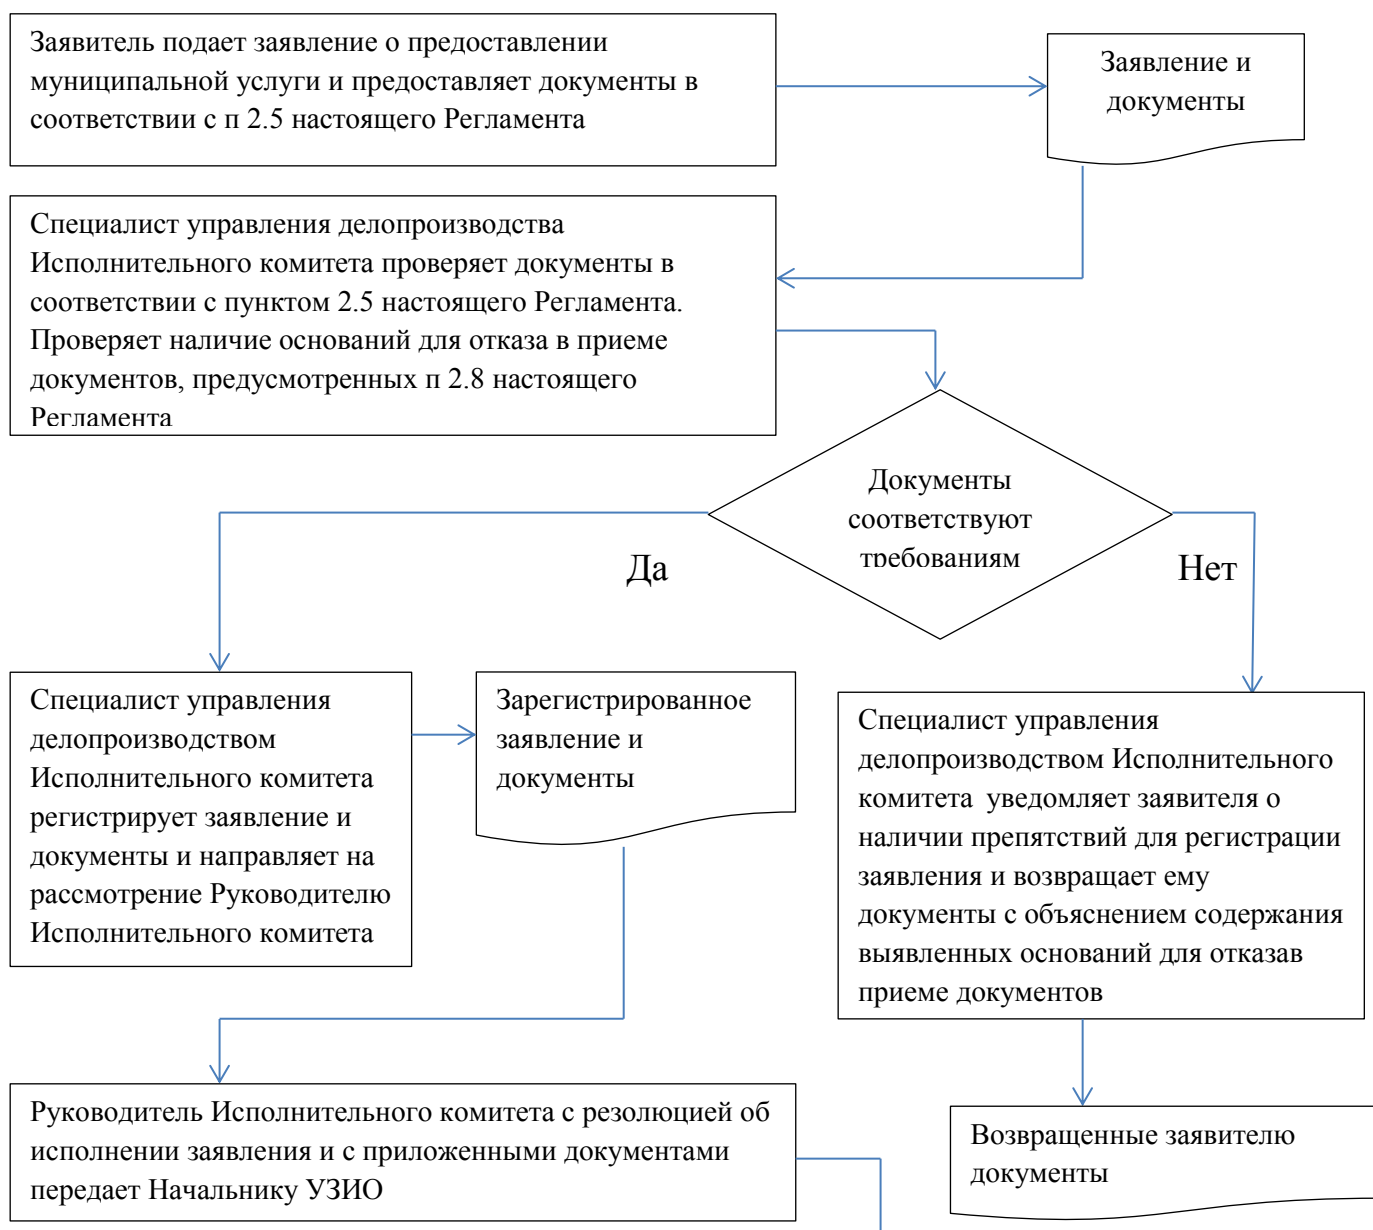 Заявитель подает заявление о предоставлении
муниципальной услуги и предоставляет документы в
соответствии с п 2.5 настоящего Регламента
Заявление и
документы
Специалист управления делопроизводства
Исполнительного комитета проверяет документы в
соответствии с пунктом 2.5 настоящего Регламента.
Проверяет наличие оснований для отказа в приеме
документов, предусмотренных п 2.8 настоящего
Регламента
Документы
соответствуют
требованиям
Да
Нет
Специалист управления
делопроизводством
Исполнительного комитета
регистрирует заявление и
документы и направляет на
рассмотрение Руководителю
Исполнительного комитета
Зарегистрированное
заявление и
документы
Специалист управления
делопроизводством Исполнительного
комитета  уведомляет заявителя о
наличии препятствий для регистрации
заявления и возвращает ему
документы с объяснением содержания
выявленных оснований для отказав
приеме документов
Руководитель Исполнительного комитета с резолюцией об
исполнении заявления и с приложенными документами
передает Начальнику УЗИО
Возвращенные заявителю
документы